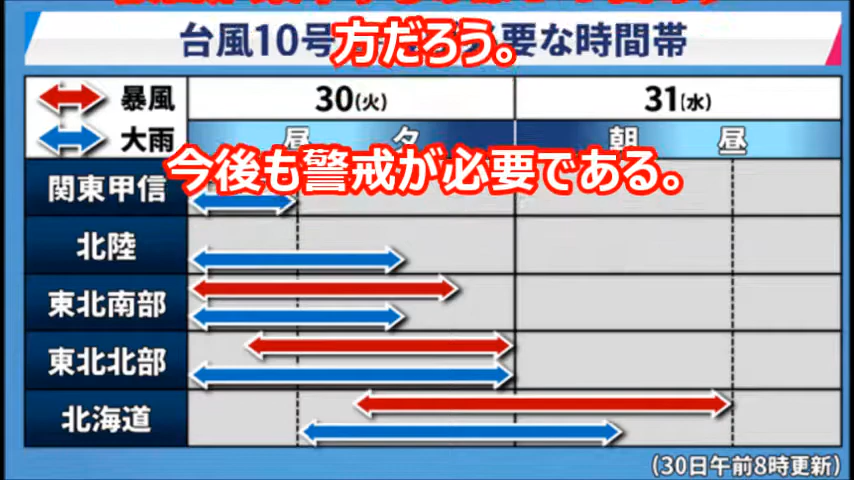 方だろう。
台風10号 必要な時間帯
暴風
30(火)
31(水)
大雨
昼
夕
朝
昼
今後も警戒が必要である。
関東甲信
北陸
東北南部
東北北部
北海道
(30日午前8時更新)